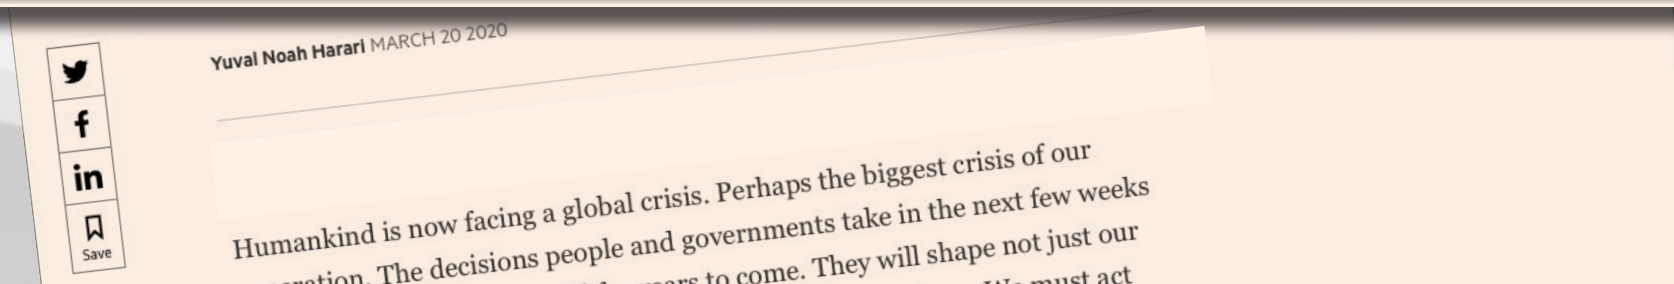 Yuval Noah Harari MARCH 20 2020
Save
Humankind is now facing a global crisis. Perhaps the biggest crisis of our
The decisions people and governments take in the next few weeks
to come. They will shape not just our
must act